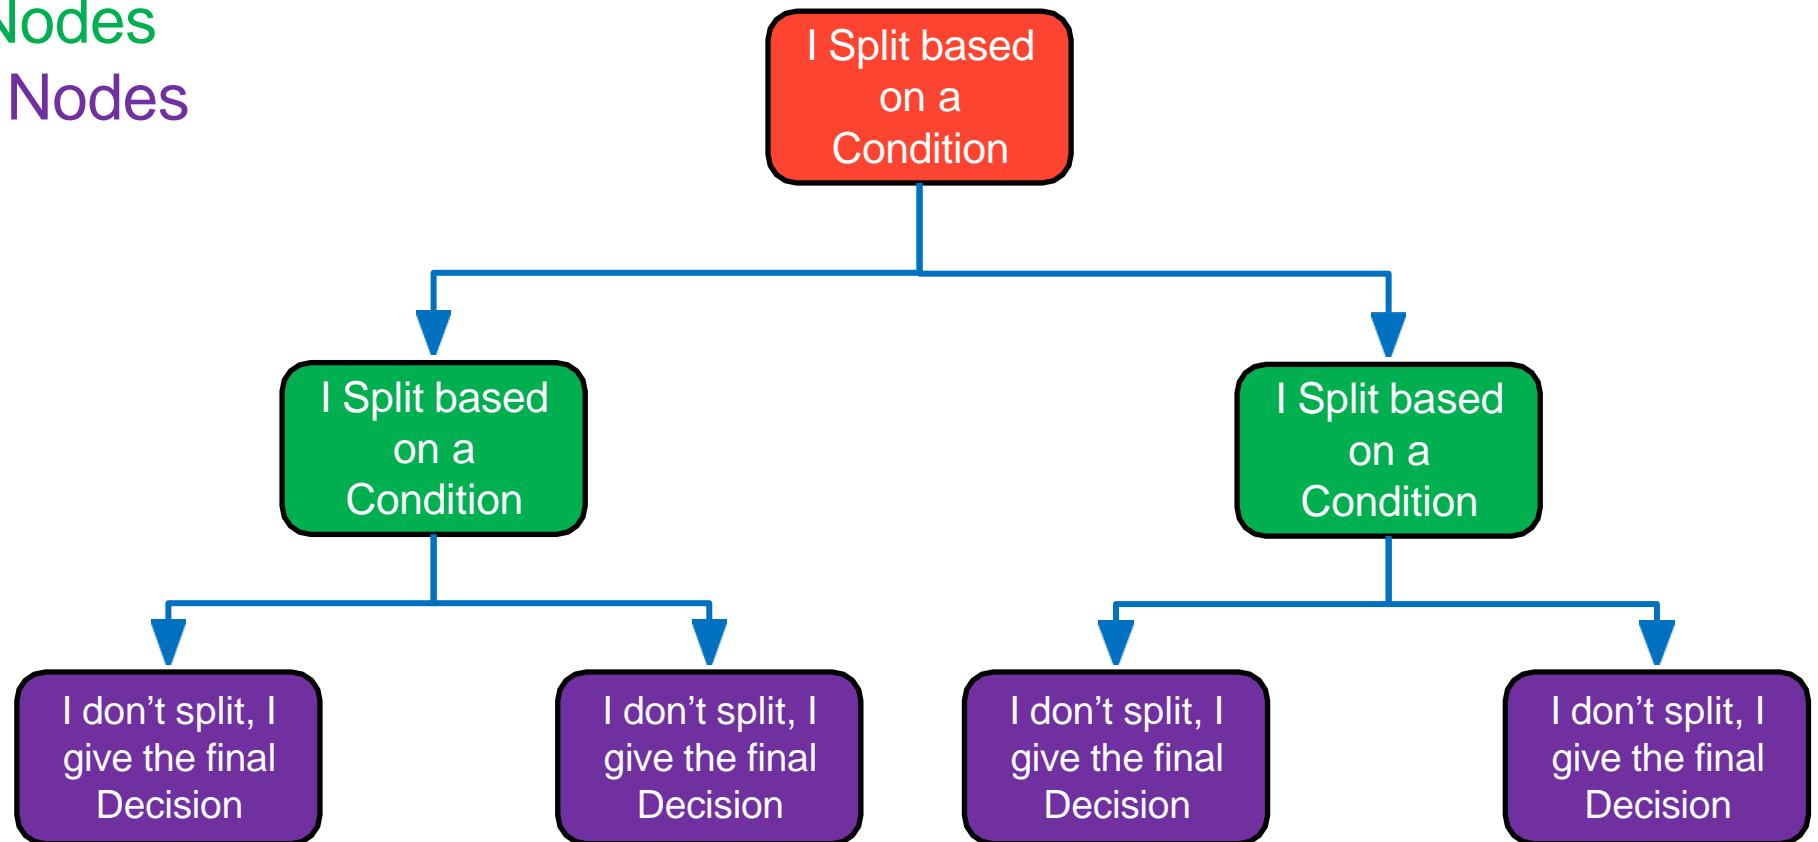 Nodes
Nodes
I Split based
on a
Condition
I Split based
on a
Condition
I Split based
on a
Condition
I don’t split, I
give the final
Decision
I don’t split, I
give the final
Decision
I don’t split, I
give the final
Decision
I don’t split, I
give the final
Decision